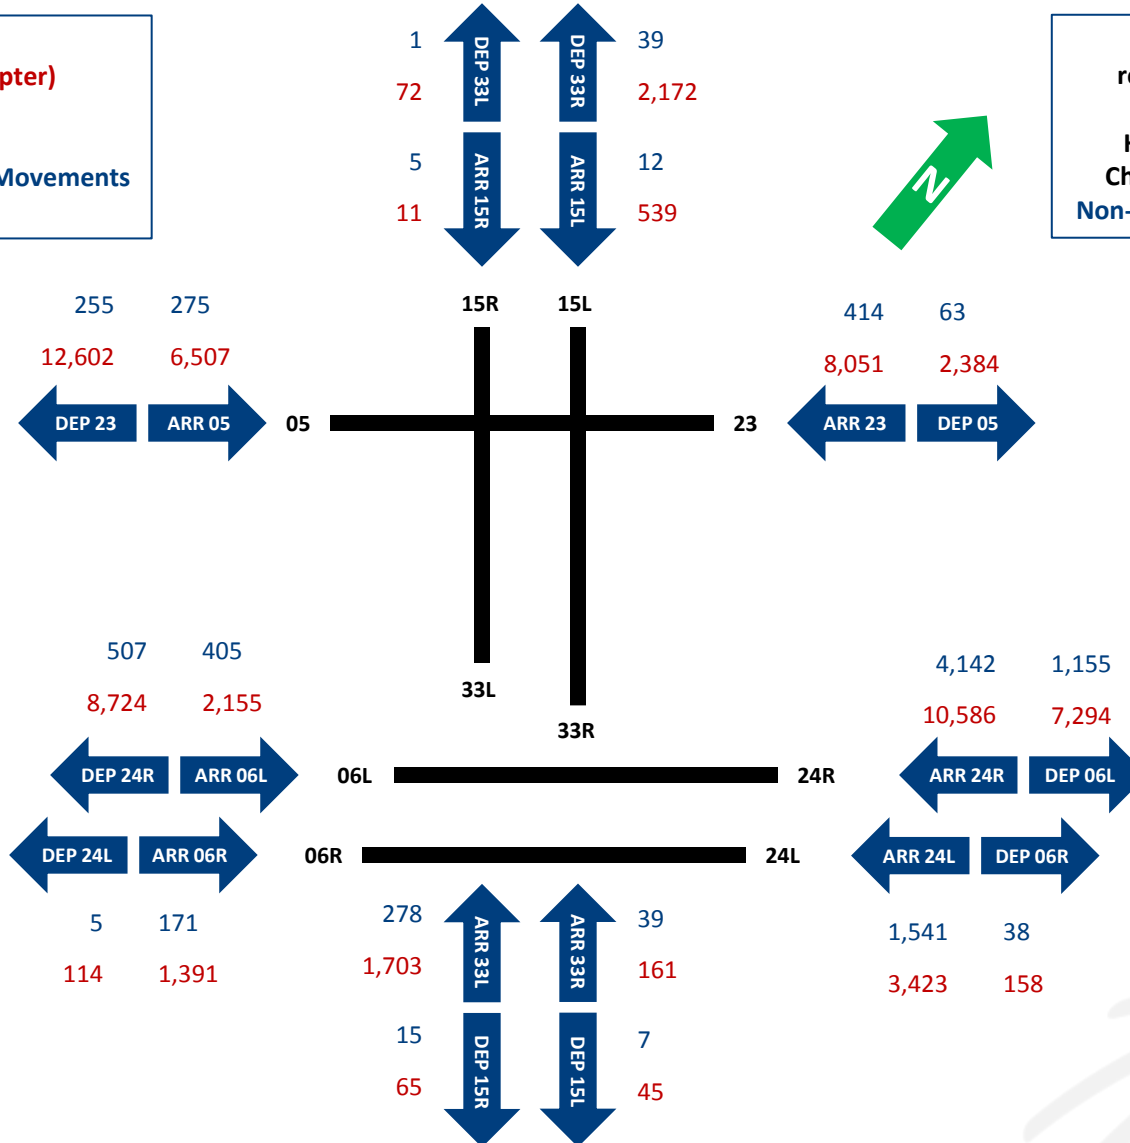 pter)
Movements
1
39
72
2,172
DEP 33L
DEP 33R
5
12
11
539
ARR 15R
ARR 15L
N
re
H
Ch
Non-
255 275
12,602 6,507
DEP 23 ARR 05
05
15R 15L
23
414 63
8,051 2,384
ARR 23 DEP 05
33L
33R
507 405
8,724 2,155
DEP 24R ARR 06L
06L
24R
4,142 1,155
10,586 7,294
ARR 24R DEP 06L
DEP 24L ARR 06R
06R
24L
ARR 24L DEP 06R
5 171
114 1,391
278
39
1,703
161
ARR 33L
ARR 33R
15
7
65
45
DEP 15R
DEP 15L
1,541 38
3,423 158